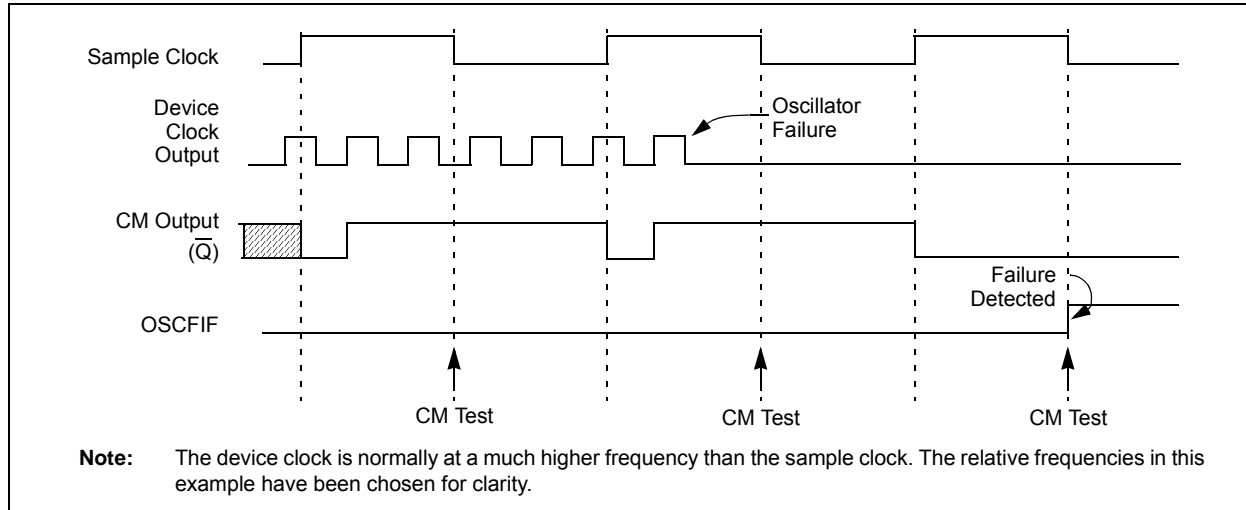 Sample Clock
Device
Clock
Output
Oscillator
Failure
CM Output
(Q̅)
Failure
Detected
OSCFIF
CM Test
CM Test
CM Test
Note: The device clock is normally at a much higher frequency than the sample clock. The relative frequencies in this
example have been chosen for clarity.